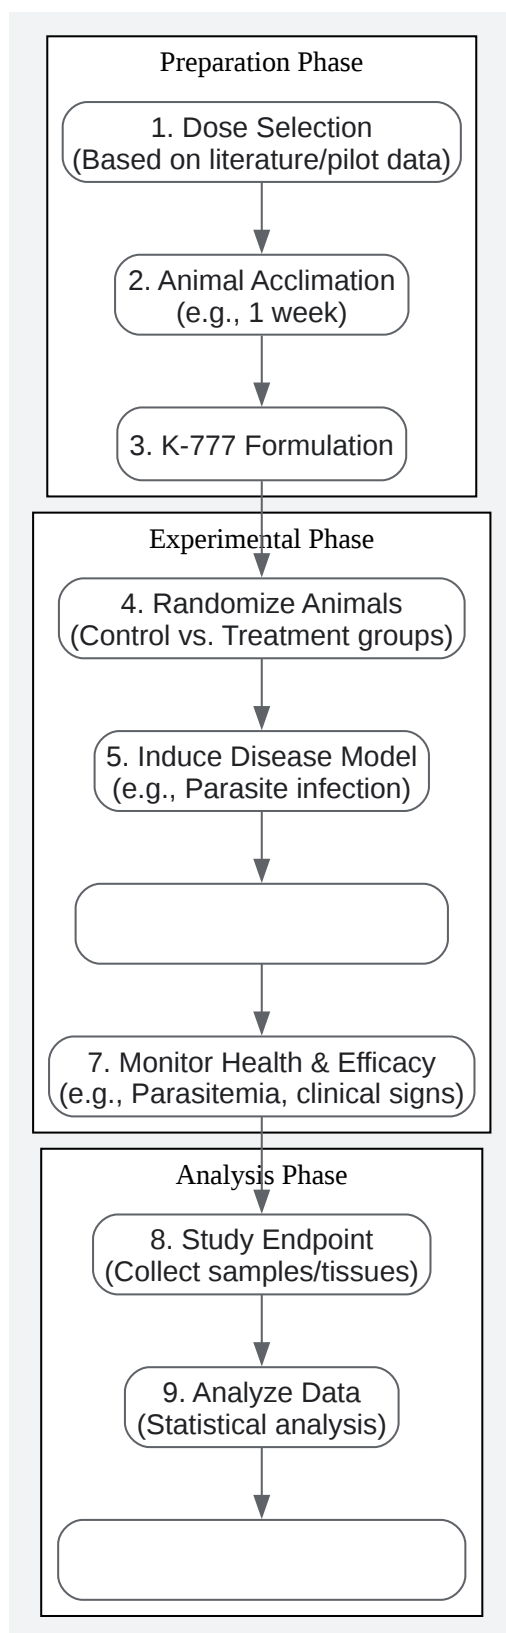 Preparation Phase
1. Dose Selection
(Based on literature/pilot data)
2. Animal Acclimation
(e.g., 1 week)
3. K-777 Formulation
Experimental Phase
4. Randomize Animals
(Control vs. Treatment groups)
5. Induce Disease Model
(e.g., Parasite infection)
7. Monitor Health & Efficacy
(e.g., Parasitemia, clinical signs)
Analysis Phase
8. Study Endpoint
(Collect samples/tissues)
9. Analyze Data
(Statistical analysis)